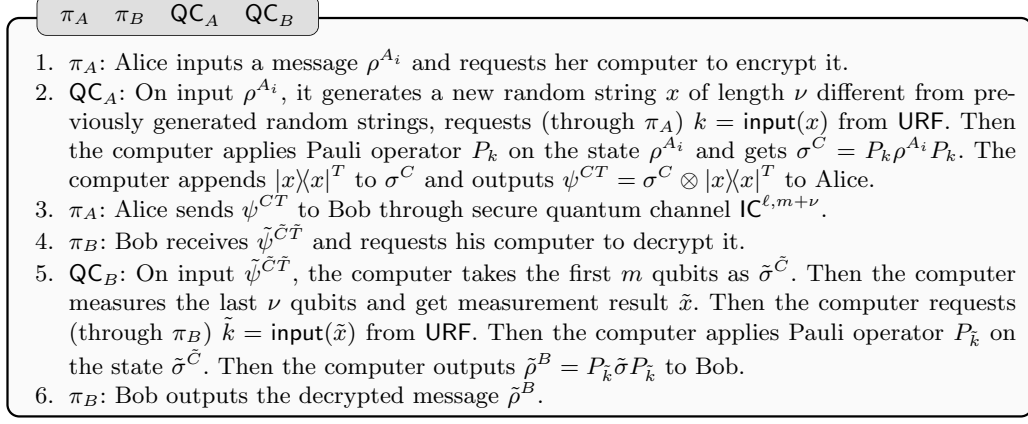 π_A π_B QC_A QC_B
1. π_A: Alice inputs a message ρ^{A_i} and requests her computer to encrypt it.
2. QC_A: On input ρ^{A_i}, it generates a new random string x of length ν different from pre-
viously generated random strings, requests (through π_A) k = input(x) from URF. Then
the computer applies Pauli operator P_k on the state ρ^{A_i} and gets σ^C = P_kρ^{A_i}P_k. The
computer appends |x⟩⟨x|^T to σ^C and outputs ψ^{CT} = σ^C ⊗ |x⟩⟨x|^T to Alice.
3. π_A: Alice sends ψ^{CT} to Bob through secure quantum channel IC^{ℓ,m+ν}.
4. π_B: Bob receives ψ̃^{C̃T̃} and requests his computer to decrypt it.
5. QC_B: On input ψ̃^{C̃T̃}, the computer takes the first m qubits as σ̃^{C̃}. Then the computer
measures the last ν qubits and get measurement result x̃. Then the computer requests
(through π_B) k̃ = input(x̃) from URF. Then the computer applies Pauli operator P_{k̃} on
the state σ̃^{C̃}. Then the computer outputs ρ̃^B = P_{k̃}σ̃P_{k̃} to Bob.
6. π_B: Bob outputs the decrypted message ρ̃^B.